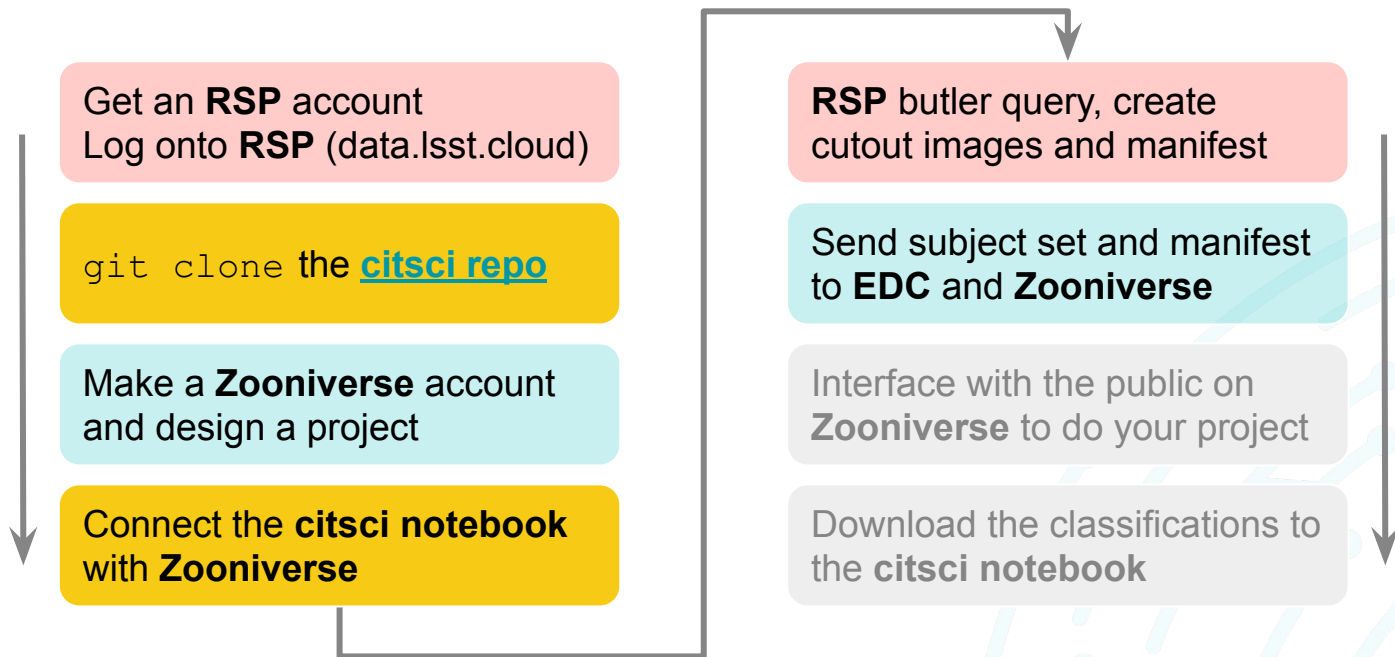 Get an RSP account
Log onto RSP (data.lsst.cloud)
git clone the citsci repo
Make a Zooniverse account
and design a project
Connect the citsci notebook
with Zooniverse
RSP butler query, create
cutout images and manifest
Send subject set and manifest
to EDC and Zooniverse
Interface with the public on
Zooniverse to do your project
Download the classifications to
the citsci notebook